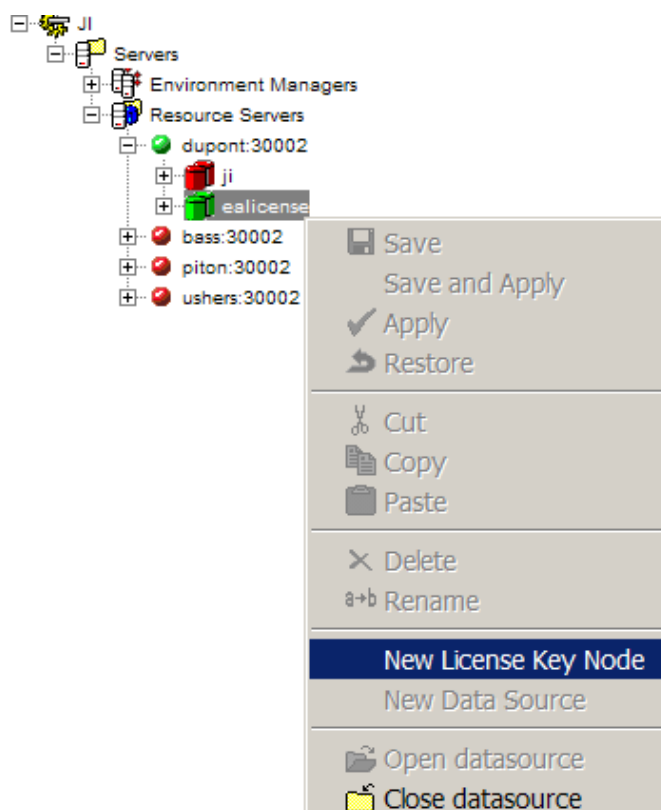 JI
Servers
Environment Managers
Resource Servers
dupont:30002
ji
ealicense
bass:30002
piton:30002
ushers:30002
Save
Save and Apply
Apply
Restore
Cut
Copy
Paste
Delete
a→b Rename
New License Key Node
New Data Source
Open datasource
Close datasource